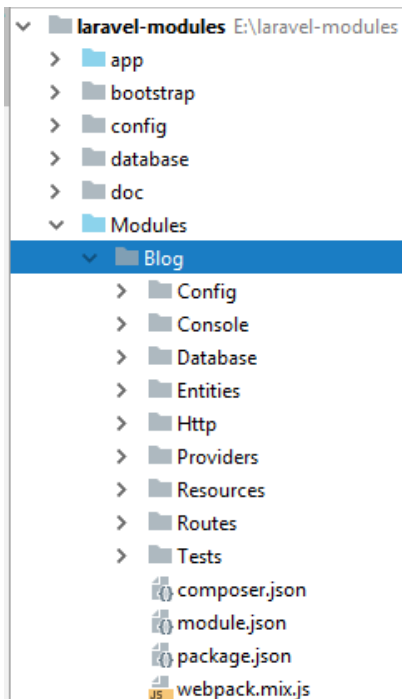 laravel-modules E:\laravel-modules
app
bootstrap
config
database
doc
Modules
Blog
Config
Console
Database
Entities
Http
Providers
Resources
Routes
Tests
composer.json
module.json
package.json
JS webpack.mix.js